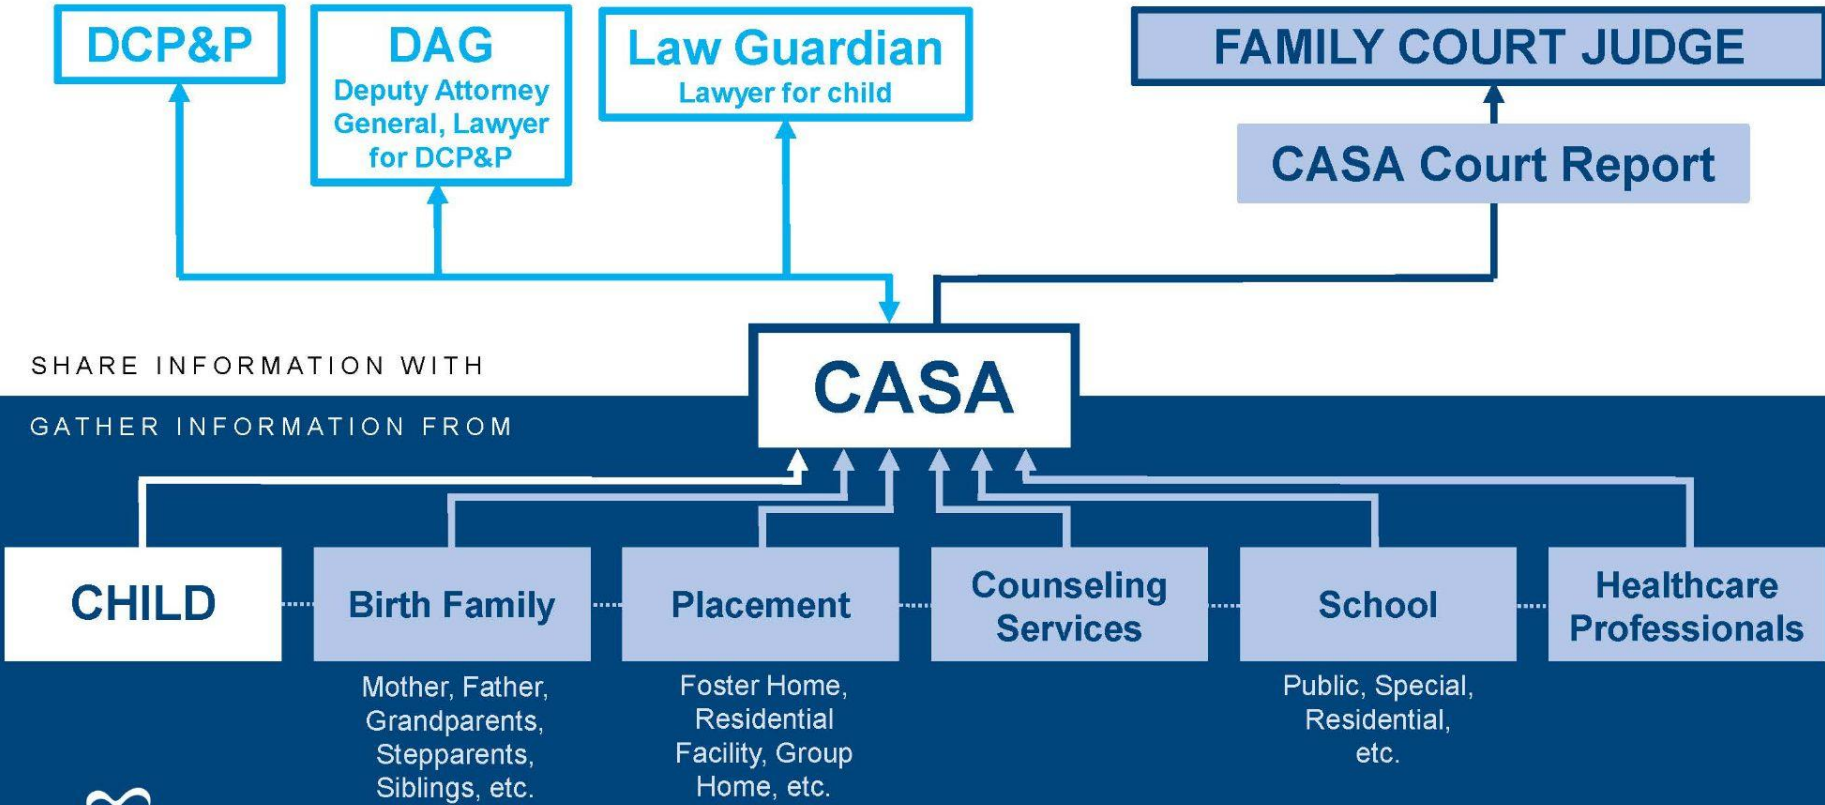 DCP&P
DAG
Deputy Attorney
General, Lawyer
for DCP&P
Law Guardian
Lawyer for child
FAMILY COURT JUDGE
CASA Court Report
SHARE INFORMATION WITH
CASA
GATHER INFORMATION FROM
CHILD
Birth Family
Mother, Father,
Grandparents,
Stepparents,
Siblings, etc.
Placement
Foster Home,
Residential
Facility, Group
Home, etc.
Counseling
Services
School
Public, Special,
Residential,
etc.
Healthcare
Professionals